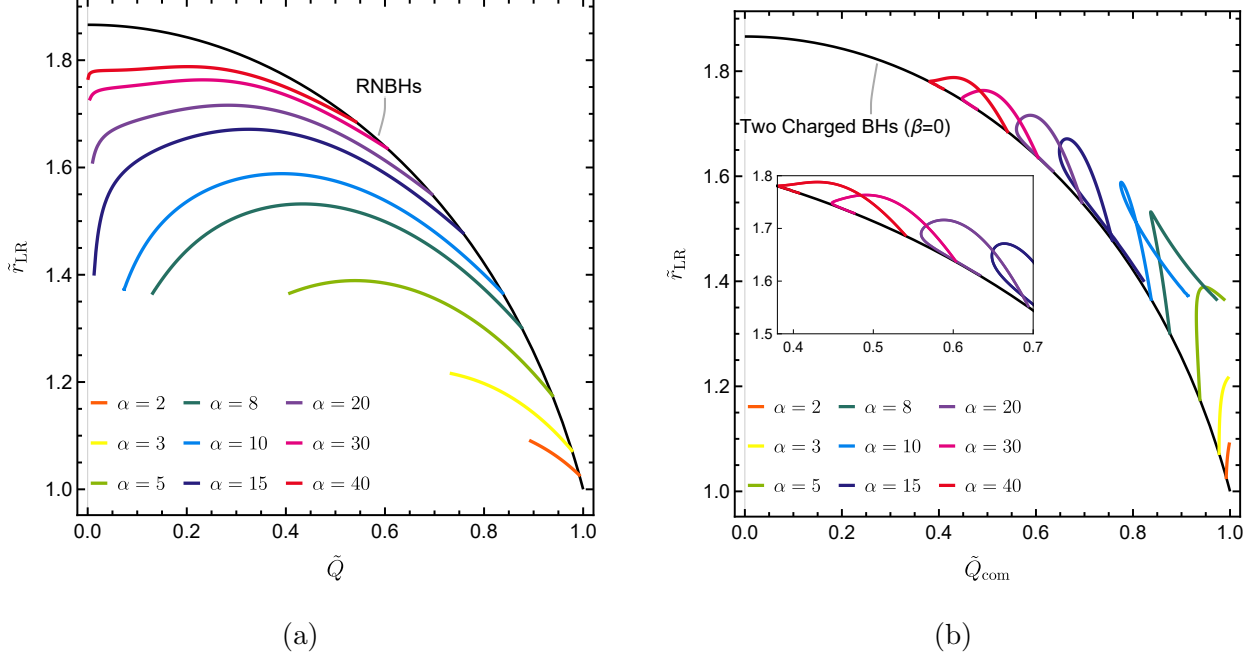 1.8
1.6
1.4
1.2
1.0
r̃LR
0.0 0.2 0.4 0.6 0.8 1.0
Q̃
RNBHs
α = 2 α = 8 α = 20
α = 3 α = 10 α = 30
α = 5 α = 15 α = 40
(a)
1.8
1.6
1.4
1.2
1.0
r̃LR
0.0 0.2 0.4 0.6 0.8 1.0
Q̃com
Two Charged BHs (β=0)
1.8
1.7
1.6
1.5
0.4 0.5 0.6 0.7
α = 2 α = 8 α = 20
α = 3 α = 10 α = 30
α = 5 α = 15 α = 40
(b)